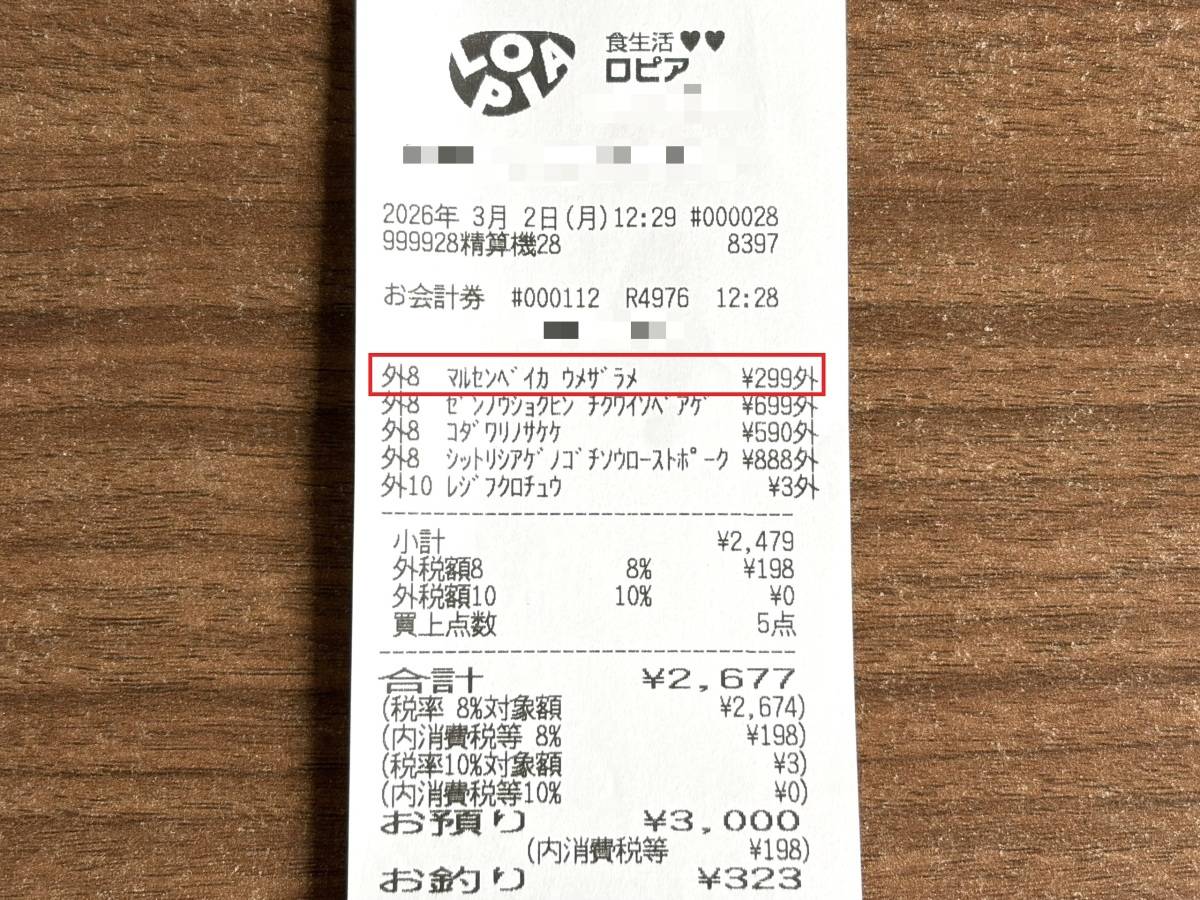 LOPIA
食生活♥♥
ロピア
2026年 3月 2日(月)12:29 #000028
999928精算機28 8397
お会計券 #000112 R4976 12:28
外8 マルセンベイカ ウメザラメ ¥299外
外8 ゼンノウショクヒン チクワイソベアゲ ¥699外
外8 コダワリノサケケ ¥590外
外8 シットリシアゲノゴチソウローストポーク ¥888外
外10 レジフクロチュウ ¥3外
小計 ¥2,479
外税額8 8% ¥198
外税額10 10% ¥0
買上点数 5点
合計 ¥2,677
(税率 8%対象額 ¥2,674)
(内消費税等 8% ¥198)
(税率10%対象額 ¥3)
(内消費税等10% ¥0)
お預り ¥3,000
(内消費税等 ¥198)
お釣り ¥323